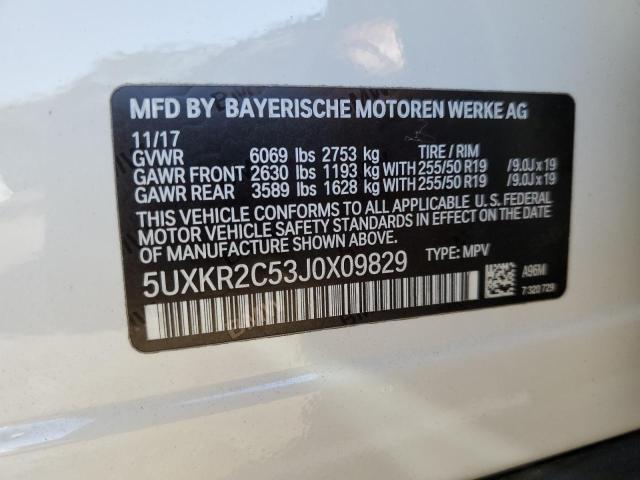 MFD BY BAYERISCHE MOTOREN WERKE AG
11/17
GVWR 6069 lbs 2753 kg TIRE / RIM
GAWR FRONT 2630 lbs 1193 kg WITH 255/50 R19 /9.0J x 19
GAWR REAR 3589 lbs 1628 kg WITH 255/50 R19 /9.0J x 19
THIS VEHICLE CONFORMS TO ALL APPLICABLE U. S. FEDERAL
MOTOR VEHICLE SAFETY STANDARDS IN EFFECT ON THE DATE
OF MANUFACTURE SHOWN ABOVE.
5UXKR2C53J0X09829 TYPE: MPV
A96M
7 320 729